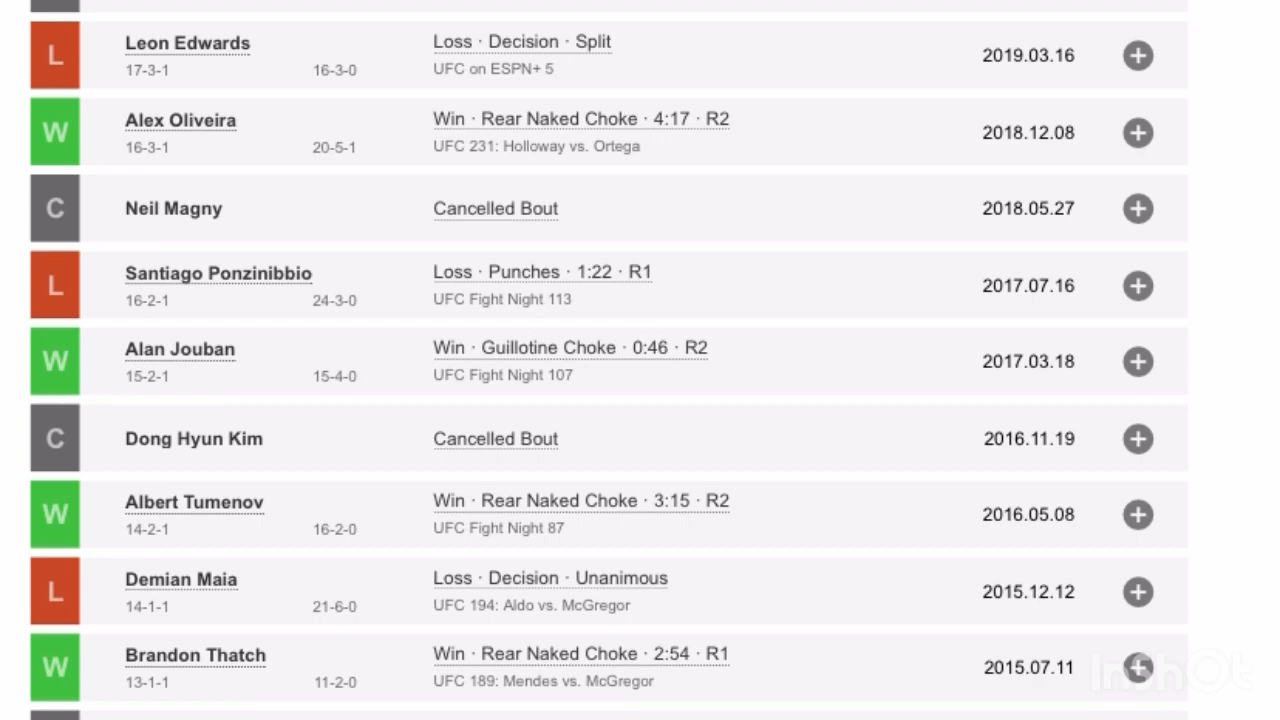 L Leon Edwards Loss · Decision · Split 2019.03.16
17-3-1 16-3-0 UFC on ESPN+ 5
W Alex Oliveira Win · Rear Naked Choke · 4:17 · R2 2018.12.08
16-3-1 20-5-1 UFC 231: Holloway vs. Ortega
C Neil Magny Cancelled Bout 2018.05.27
L Santiago Ponzinibbio Loss · Punches · 1:22 · R1 2017.07.16
16-2-1 24-3-0 UFC Fight Night 113
W Alan Jouban Win · Guillotine Choke · 0:46 · R2 2017.03.18
15-2-1 15-4-0 UFC Fight Night 107
C Dong Hyun Kim Cancelled Bout 2016.11.19
W Albert Tumenov Win · Rear Naked Choke · 3:15 · R2 2016.05.08
14-2-1 16-2-0 UFC Fight Night 87
L Demian Maia Loss · Decision · Unanimous 2015.12.12
14-1-1 21-6-0 UFC 194: Aldo vs. McGregor
W Brandon Thatch Win · Rear Naked Choke · 2:54 · R1 2015.07.11
13-1-1 11-2-0 UFC 189: Mendes vs. McGregor
InShOt